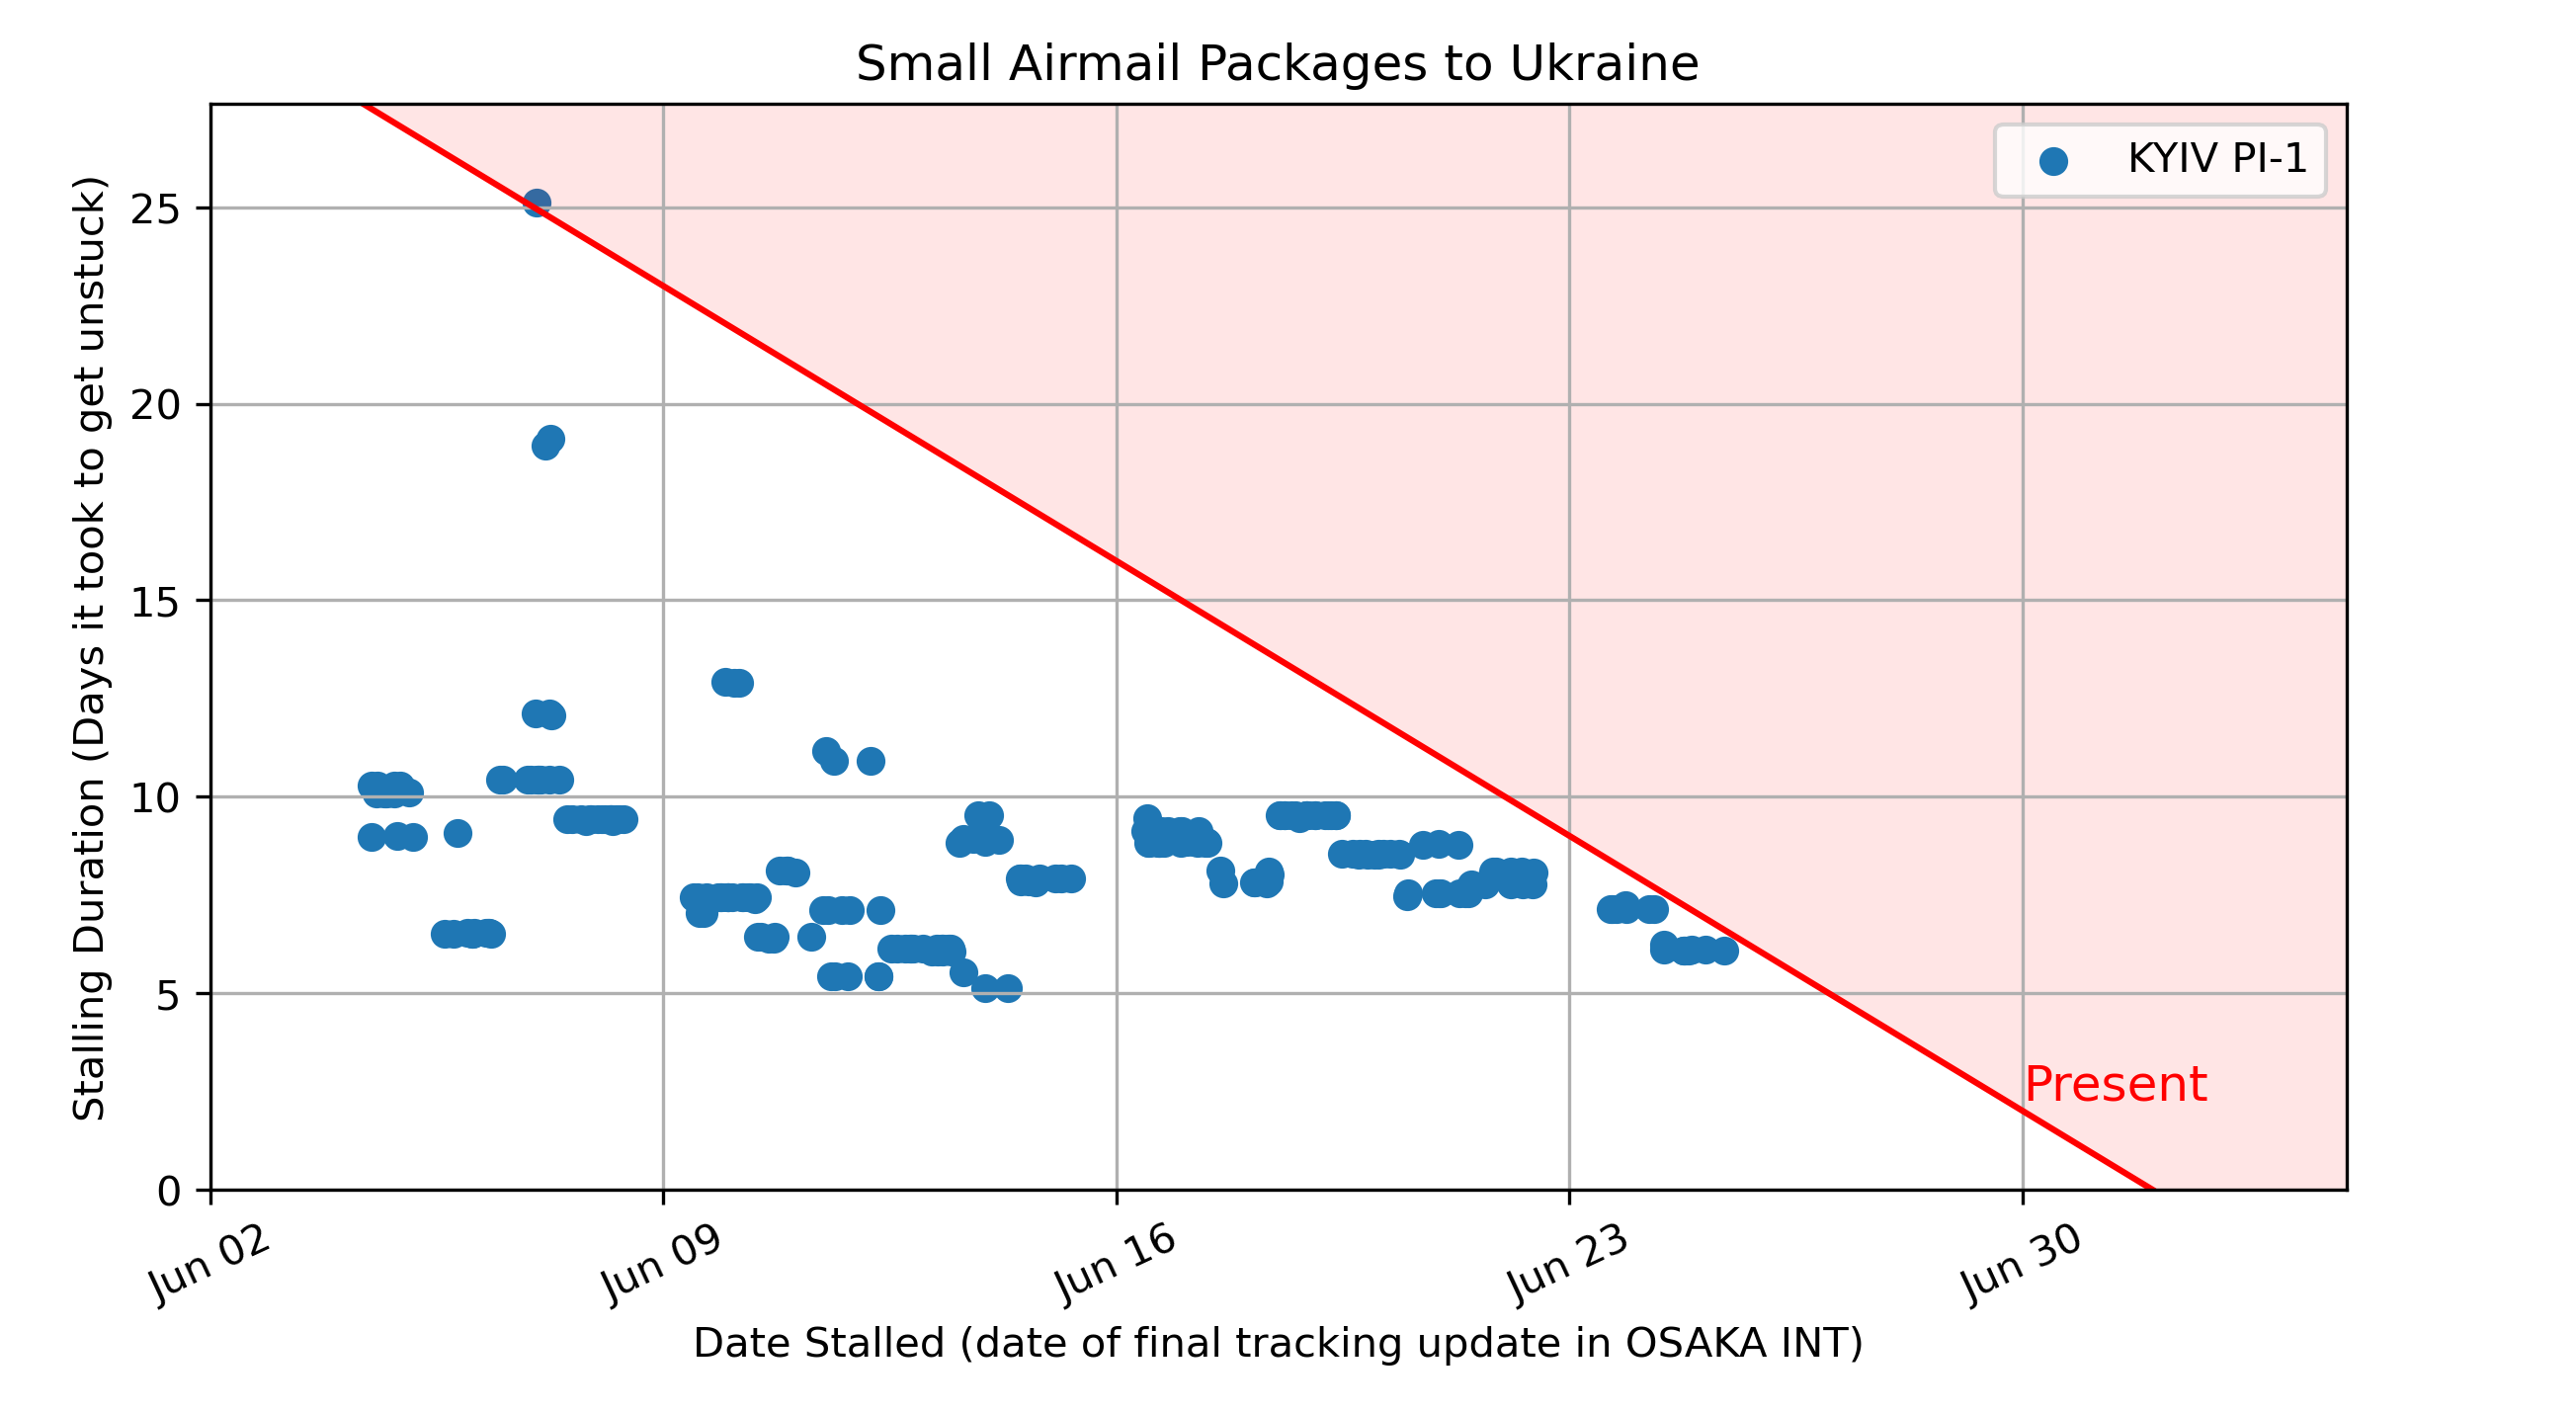 Small Airmail Packages to Ukraine
KYIV PI-1
Stalling Duration (Days it took to get unstuck)
25
20
15
10
5
0
Present
Jun 02
Jun 09
Jun 16
Jun 23
Jun 30
Date Stalled (date of final tracking update in OSAKA INT)